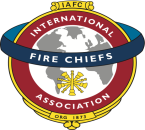 IAFC
INTERNATIONAL
FIRE CHIEFS
ASSOCIATION
ORG 1873